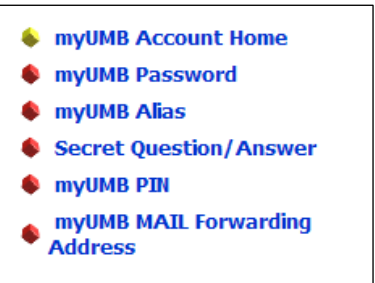 myUMB Account Home
myUMB Password
myUMB Alias
Secret Question/Answer
myUMB PIN
myUMB MAIL Forwarding
Address